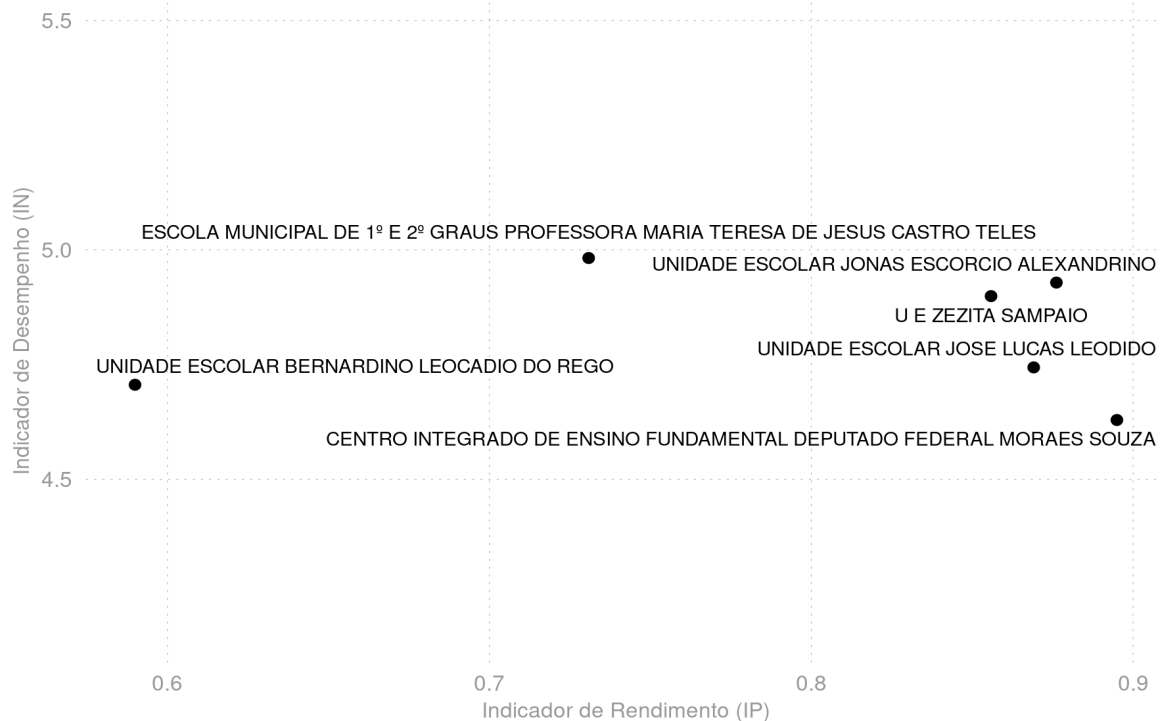 5.5
ESCOLA MUNICIPAL DE 1º E 2º GRAUS PROFESSORA MARIA TERESA DE JESUS CASTRO TELES
5.0
UNIDADE ESCOLAR JONAS ESCORCIO ALEXANDRINO
U E ZEZITA SAMPAIO
UNIDADE ESCOLAR JOSE LUCAS LEODIDO
UNIDADE ESCOLAR BERNARDINO LEOCADIO DO REGO
CENTRO INTEGRADO DE ENSINO FUNDAMENTAL DEPUTADO FEDERAL MORAES SOUZA
4.5
Indicador de Desempenho (IN)
0.6
0.7
0.8
0.9
Indicador de Rendimento (IP)